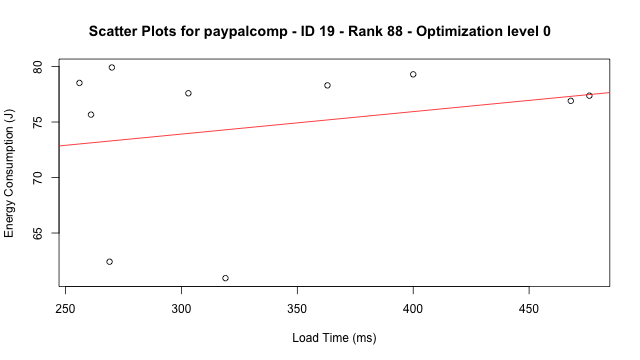 Scatter Plots for paypalcomp - ID 19 - Rank 88 - Optimization level 0
Energy Consumption (J)
80
75
70
65
250 300 350 400 450
Load Time (ms)